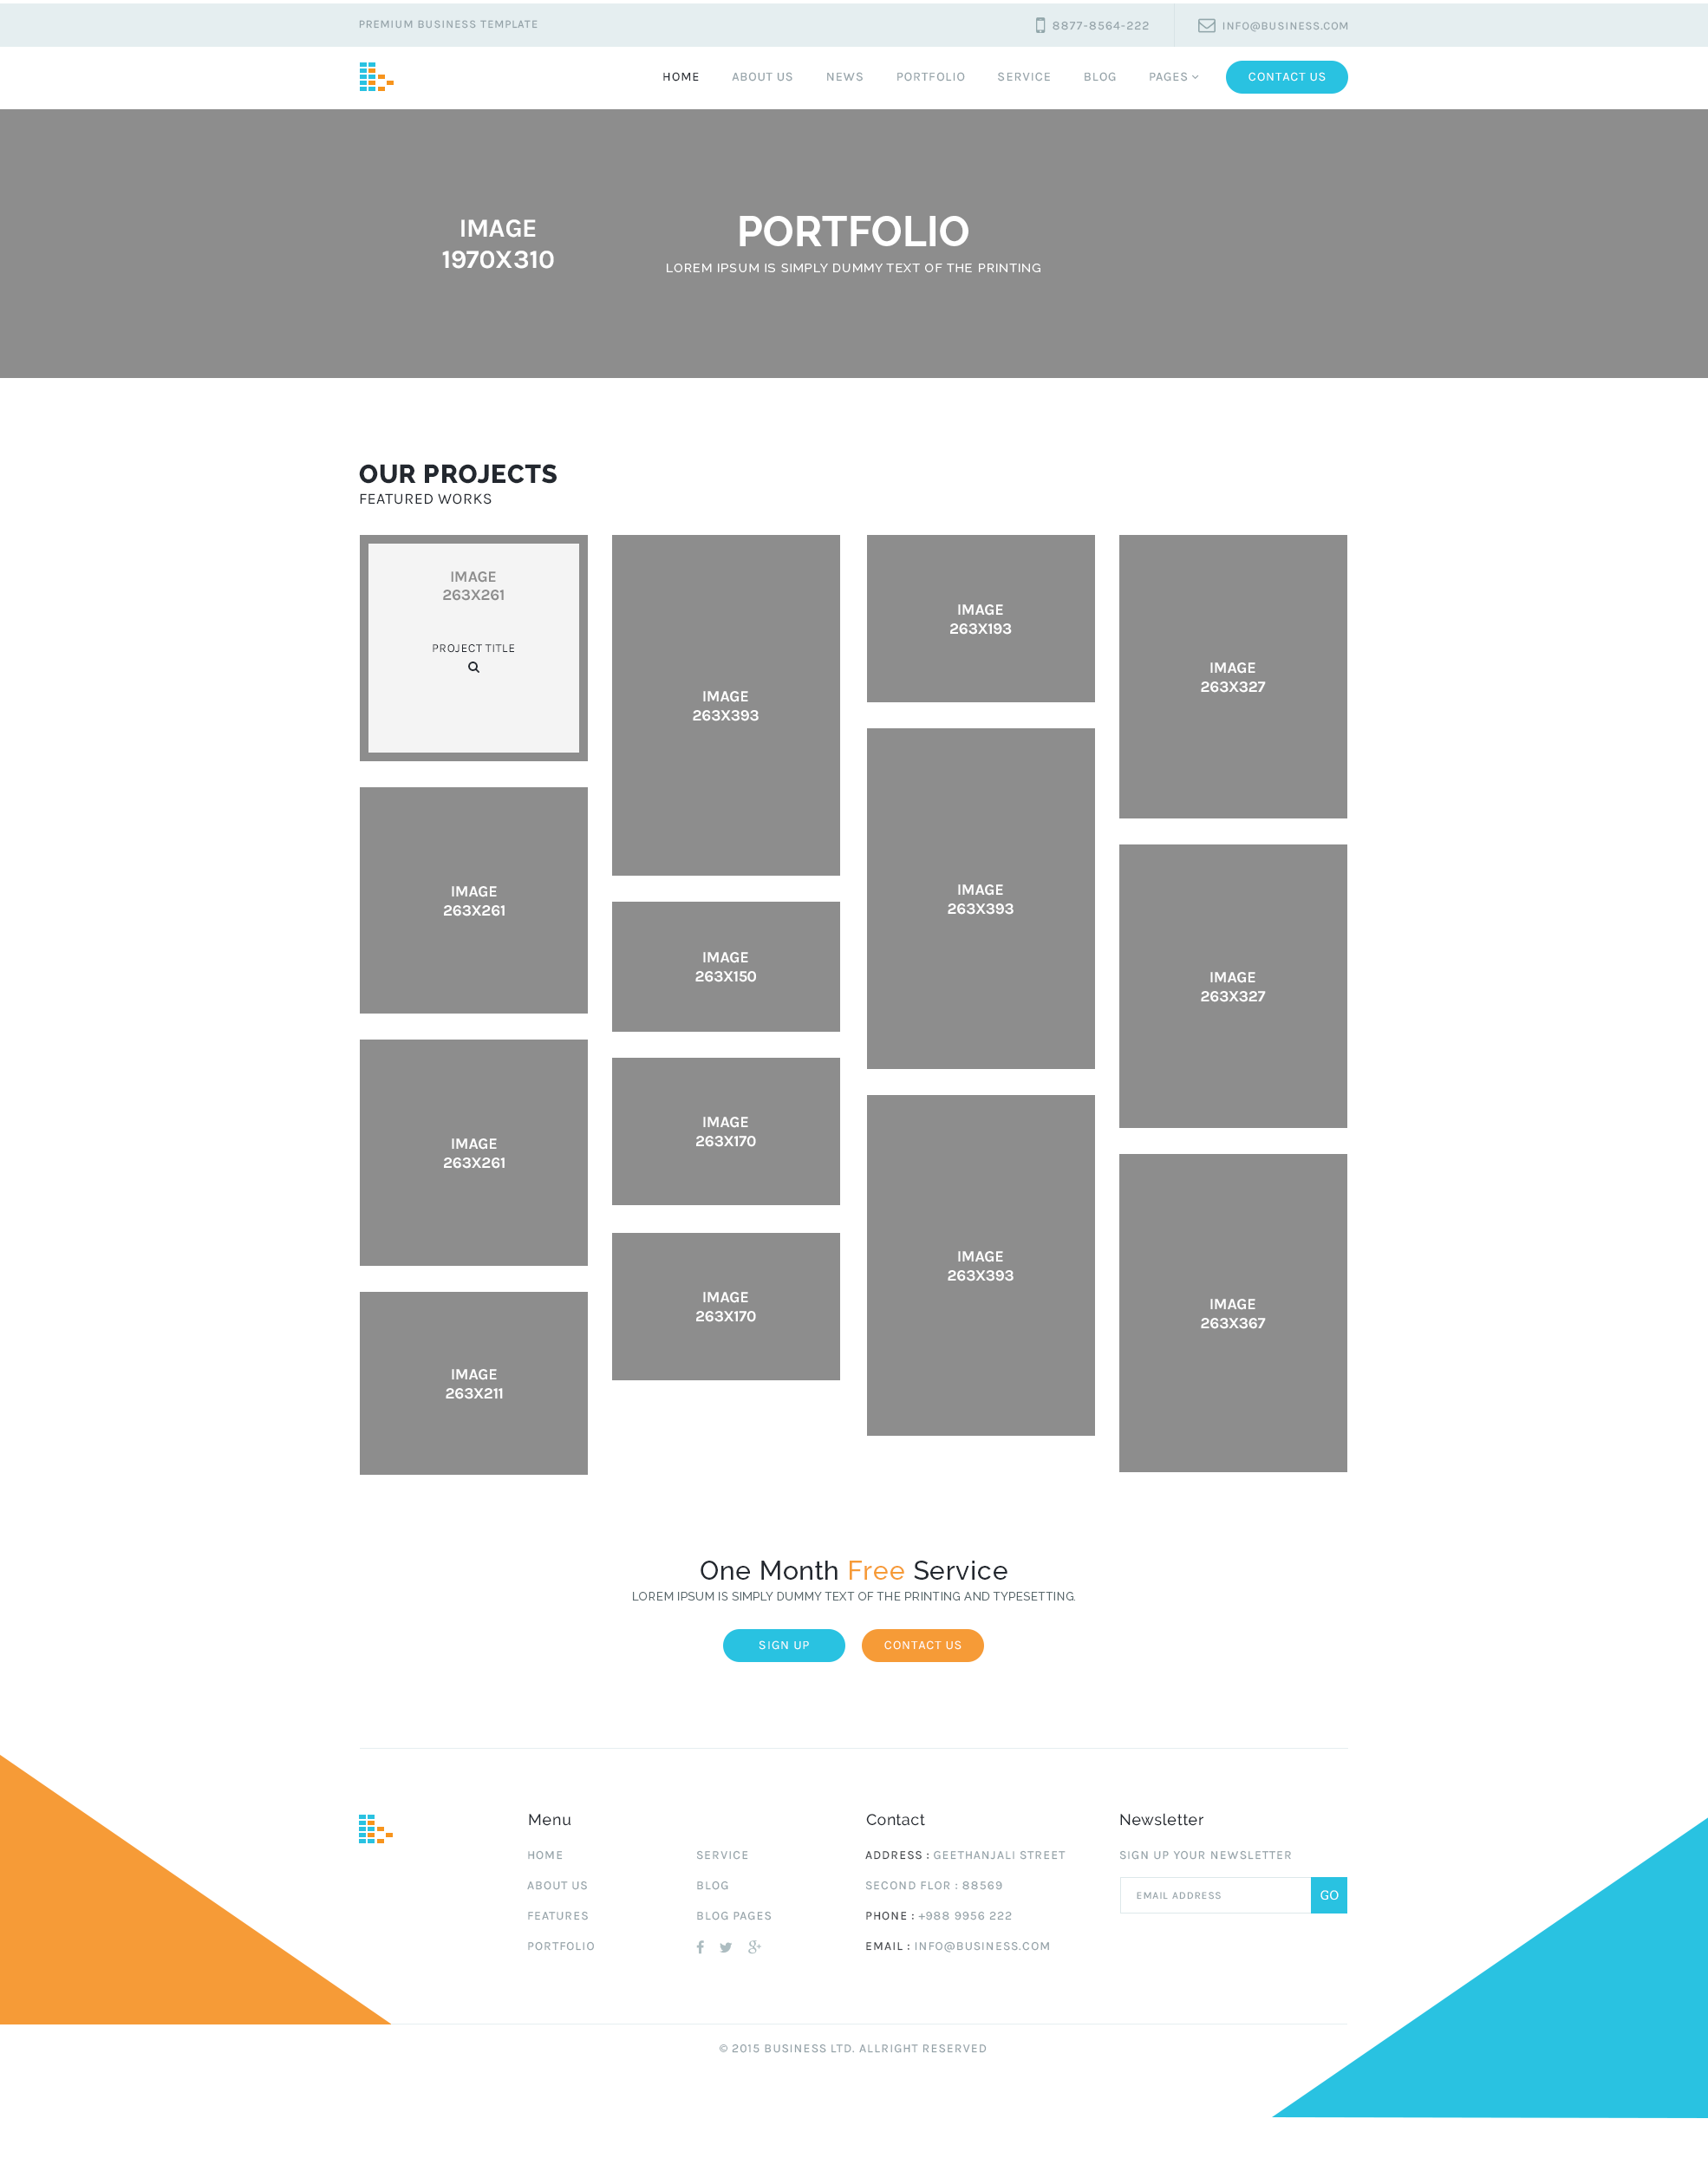 PREMIUM BUSINESS TEMPLATE
8877-8564-222
INFO@BUSINESS.COM
HOME ABOUT US NEWS PORTFOLIO SERVICE BLOG PAGES CONTACT US
IMAGE
1970X310
PORTFOLIO
LOREM IPSUM IS SIMPLY DUMMY TEXT OF THE PRINTING
OUR PROJECTS
FEATURED WORKS
IMAGE
263X261
PROJECT TITLE
IMAGE
263X261
IMAGE
263X261
IMAGE
263X211
IMAGE
263X393
IMAGE
263X150
IMAGE
263X170
IMAGE
263X170
IMAGE
263X193
IMAGE
263X393
IMAGE
263X393
IMAGE
263X327
IMAGE
263X327
IMAGE
263X367
One Month Free Service
LOREM IPSUM IS SIMPLY DUMMY TEXT OF THE PRINTING AND TYPESETTING
SIGN UP
CONTACT US
Menu
HOME
ABOUT US
FEATURES
PORTFOLIO
SERVICE
BLOG
BLOG PAGES
Contact
ADDRESS : GEETHANJALI STREET
SECOND FLOR : 88569
PHONE : +988 9956 222
EMAIL : INFO@BUSINESS.COM
Newsletter
SIGN UP YOUR NEWSLETTER
EMAIL ADDRESS
GO
© 2015 BUSINESS LTD. ALLRIGHT RESERVED